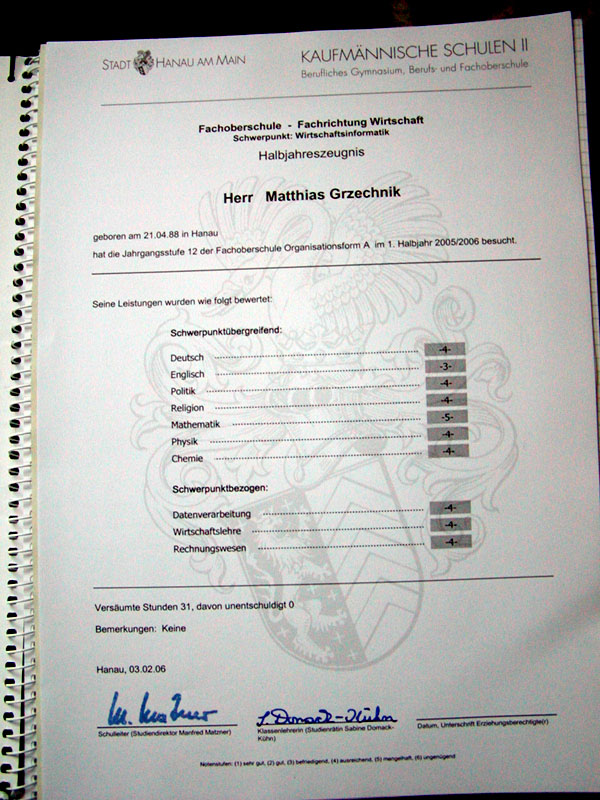 STADT HANAU AM MAIN
KAUFMÄNNISCHE SCHULEN II
Berufliches Gymnasium, Berufs- und Fachoberschule
Fachoberschule - Fachrichtung Wirtschaft
Schwerpunkt: Wirtschaftsinformatik
Halbjahreszeugnis
Herr Matthias Grzechnik
geboren am 21.04.88 in Hanau
hat die Jahrgangsstufe 12 der Fachoberschule Organisationsform A im 1. Halbjahr 2005/2006 besucht.
Seine Leistungen wurden wie folgt bewertet:
Schwerpunktübergreifend:
Deutsch -4-
Englisch -3-
Politik -4-
Religion -4-
Mathematik -5-
Physik -4-
Chemie -4-
Schwerpunktbezogen:
Datenverarbeitung -4-
Wirtschaftslehre -4-
Rechnungswesen -4-
Versäumte Stunden 31, davon unentschuldigt 0
Bemerkungen: Keine
Hanau, 03.02.06
M. Matzner
S. Domack-Kühn
Schulleiter (Studiendirektor Manfred Matzner)
Klassenlehrerin (Studienrätin Sabine Domack-
Kühn)
Datum, Unterschrift Erziehungsberechtigte(r)
Notenstufen: (1) sehr gut, (2) gut, (3) befriedigend, (4) ausreichend, (5) mangelhaft, (6) ungenügend